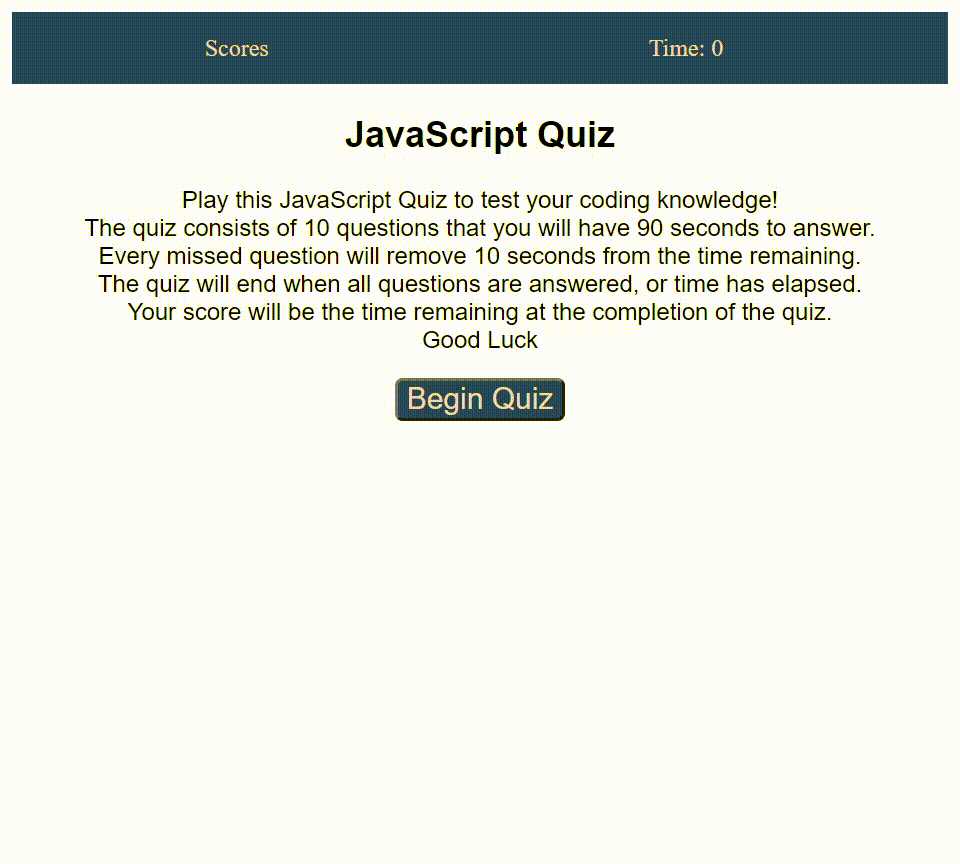 Scores
Time: 0
JavaScript Quiz
Play this JavaScript Quiz to test your coding knowledge!
The quiz consists of 10 questions that you will have 90 seconds to answer.
Every missed question will remove 10 seconds from the time remaining.
The quiz will end when all questions are answered, or time has elapsed.
Your score will be the time remaining at the completion of the quiz.
Good Luck
Begin Quiz